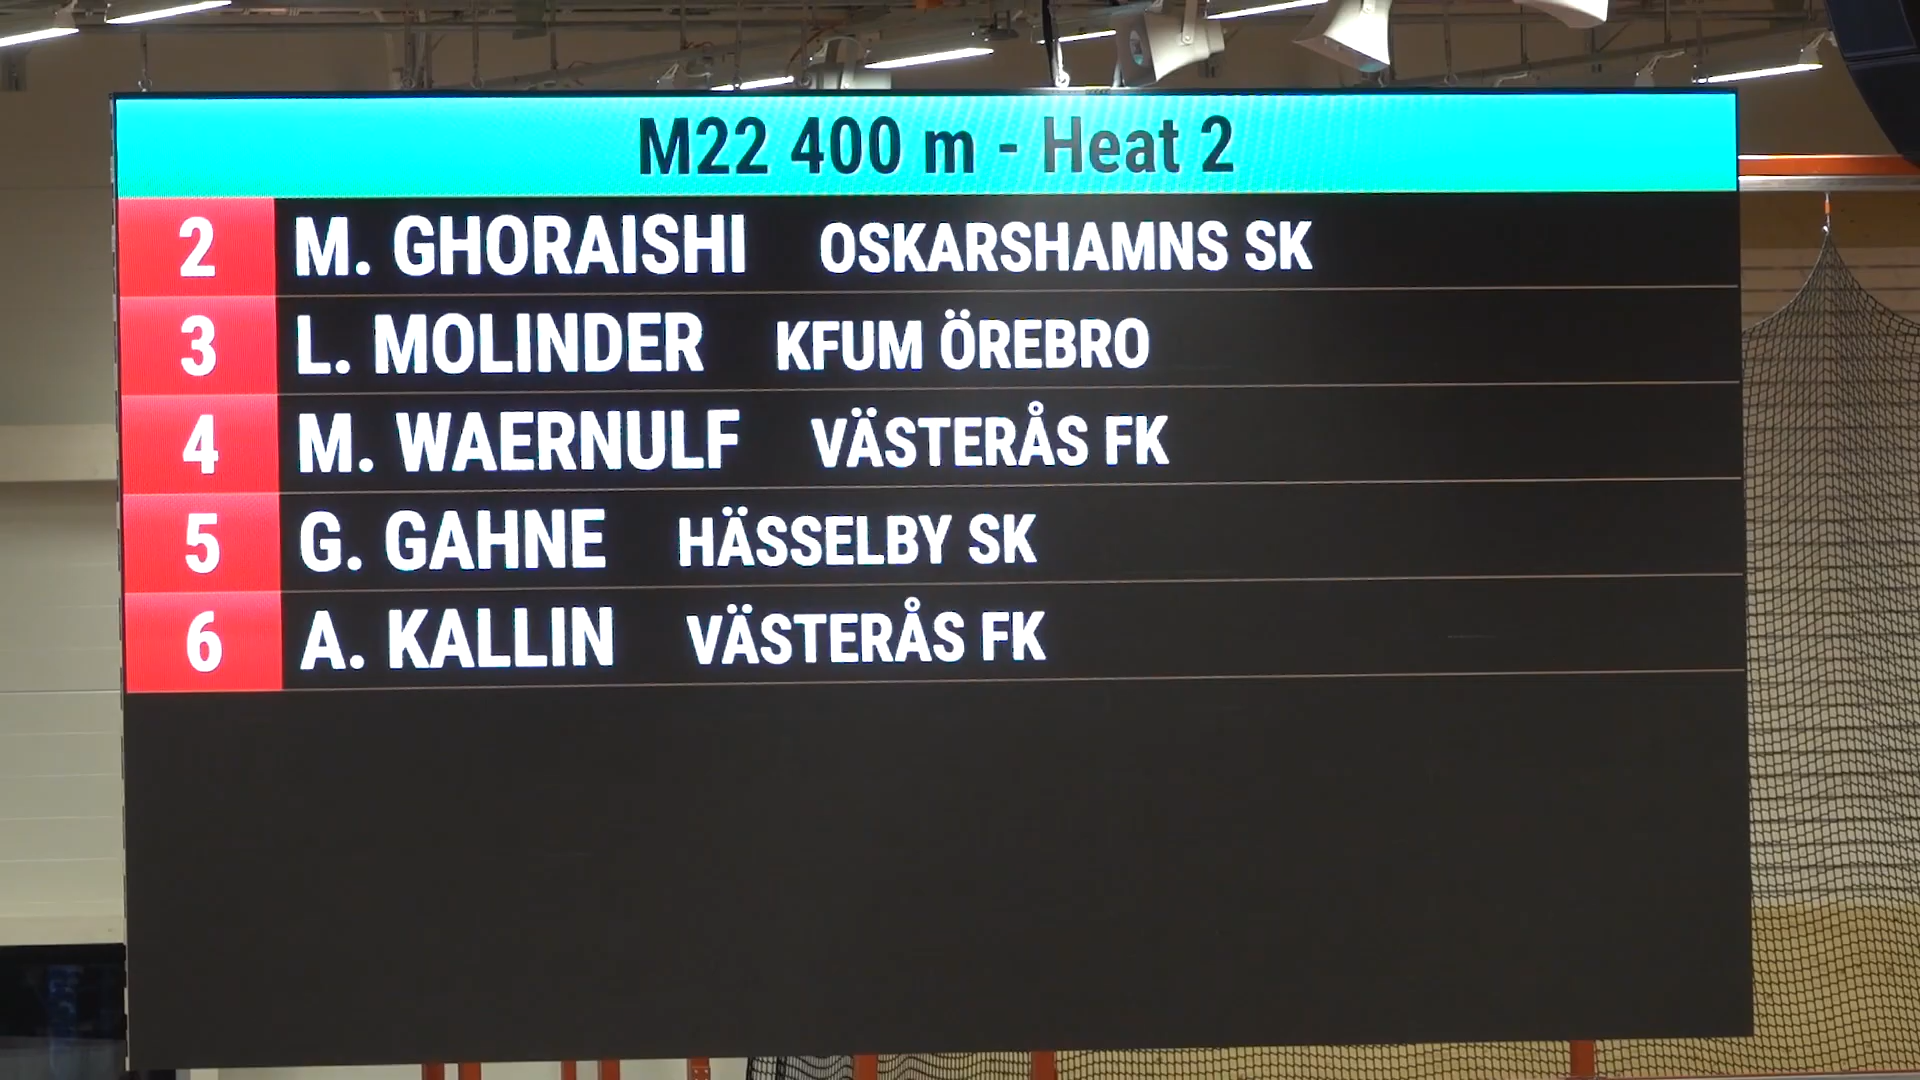 M22 400 m - Heat 2
2 M. GHORAISHI OSKARSHAMNS SK
3 L. MOLINDER KFUM ÖREBRO
4 M. WAERNULF VÄSTERÅS FK
5 G. GAHNE HÄSSELBY SK
6 A. KALLIN VÄSTERÅS FK